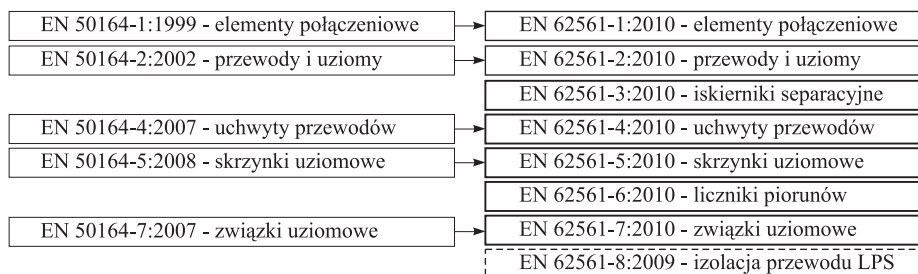 EN 50164-1:1999 - elementy połączeniowe
EN 62561-1:2010 - elementy połączeniowe
EN 50164-2:2002 - przewody i uziomy
EN 62561-2:2010 - przewody i uziomy
EN 62561-3:2010 - iskierniki separacyjne
EN 50164-4:2007 - uchwyty przewodów
EN 62561-4:2010 - uchwyty przewodów
EN 50164-5:2008 - skrzynki uziomowe
EN 62561-5:2010 - skrzynki uziomowe
EN 62561-6:2010 - liczniki piorunów
EN 50164-7:2007 - związki uziomowe
EN 62561-7:2010 - związki uziomowe
EN 62561-8:2009 - izolacja przewodu LPS